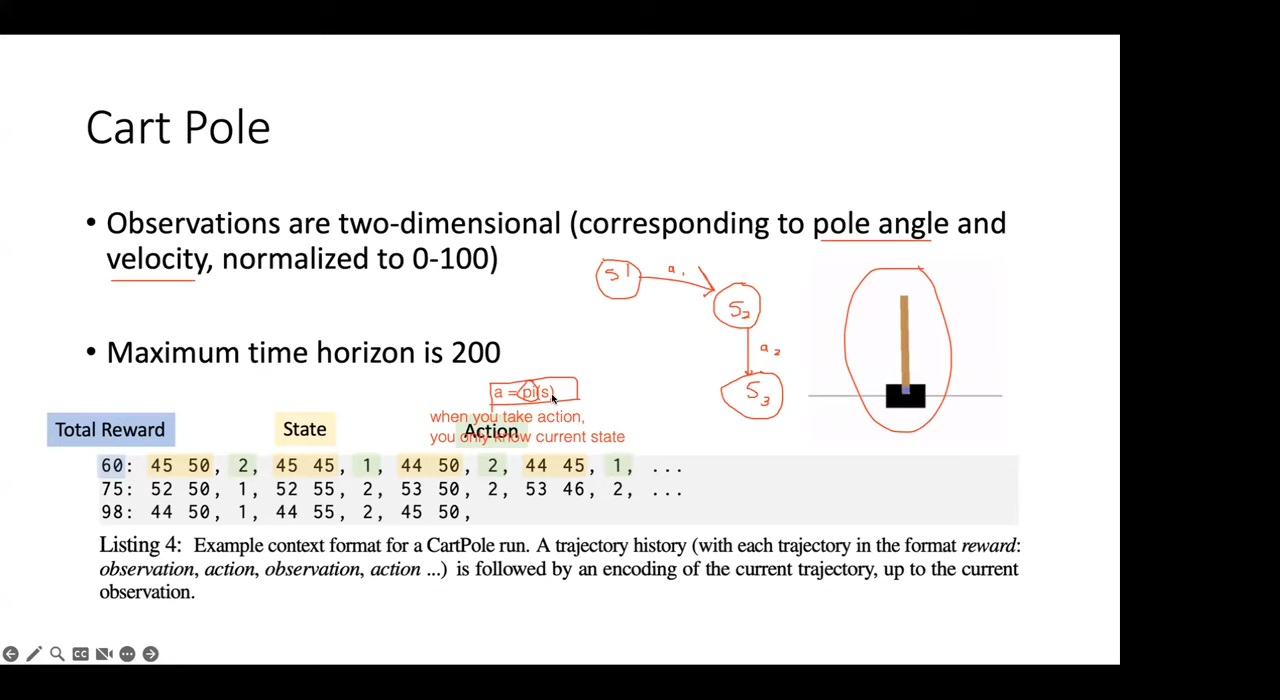 Cart Pole
• Observations are two-dimensional (corresponding to pole angle and
velocity, normalized to 0-100)
S1
a1
S2
a2
S3
• Maximum time horizon is 200
a = pi(s)
when you take action,
you only know current state
Total Reward
State
Action
60: 45 50, 2, 45 45, 1, 44 50, 2, 44 45, 1, ...
75: 52 50, 1, 52 55, 2, 53 50, 2, 53 46, 2, ...
98: 44 50, 1, 44 55, 2, 45 50,
Listing 4: Example context format for a CartPole run. A trajectory history (with each trajectory in the format reward:
observation, action, observation, action ...) is followed by an encoding of the current trajectory, up to the current
observation.
CC